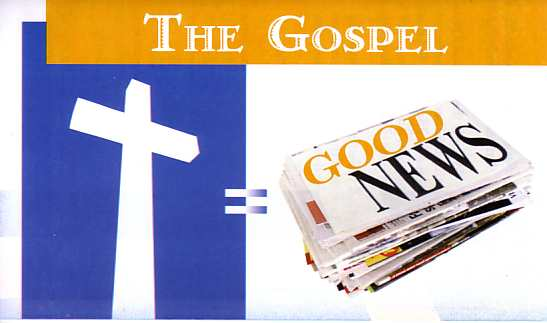 THE GOSPEL
=
GOOD
NEWS